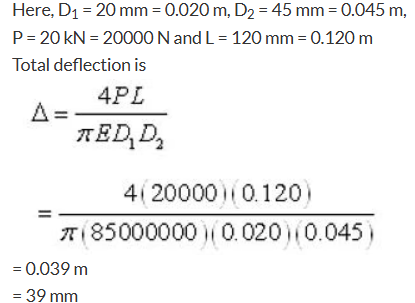 Here, D₁ = 20 mm = 0.020 m, D₂ = 45 mm = 0.045 m,
P = 20 kN = 20000 N and L = 120 mm = 0.120 m
Total deflection is
Δ = 4PL / πED₁D₂
= 4(20000)(0.120) / π(85000000)(0.020)(0.045)
= 0.039 m
= 39 mm